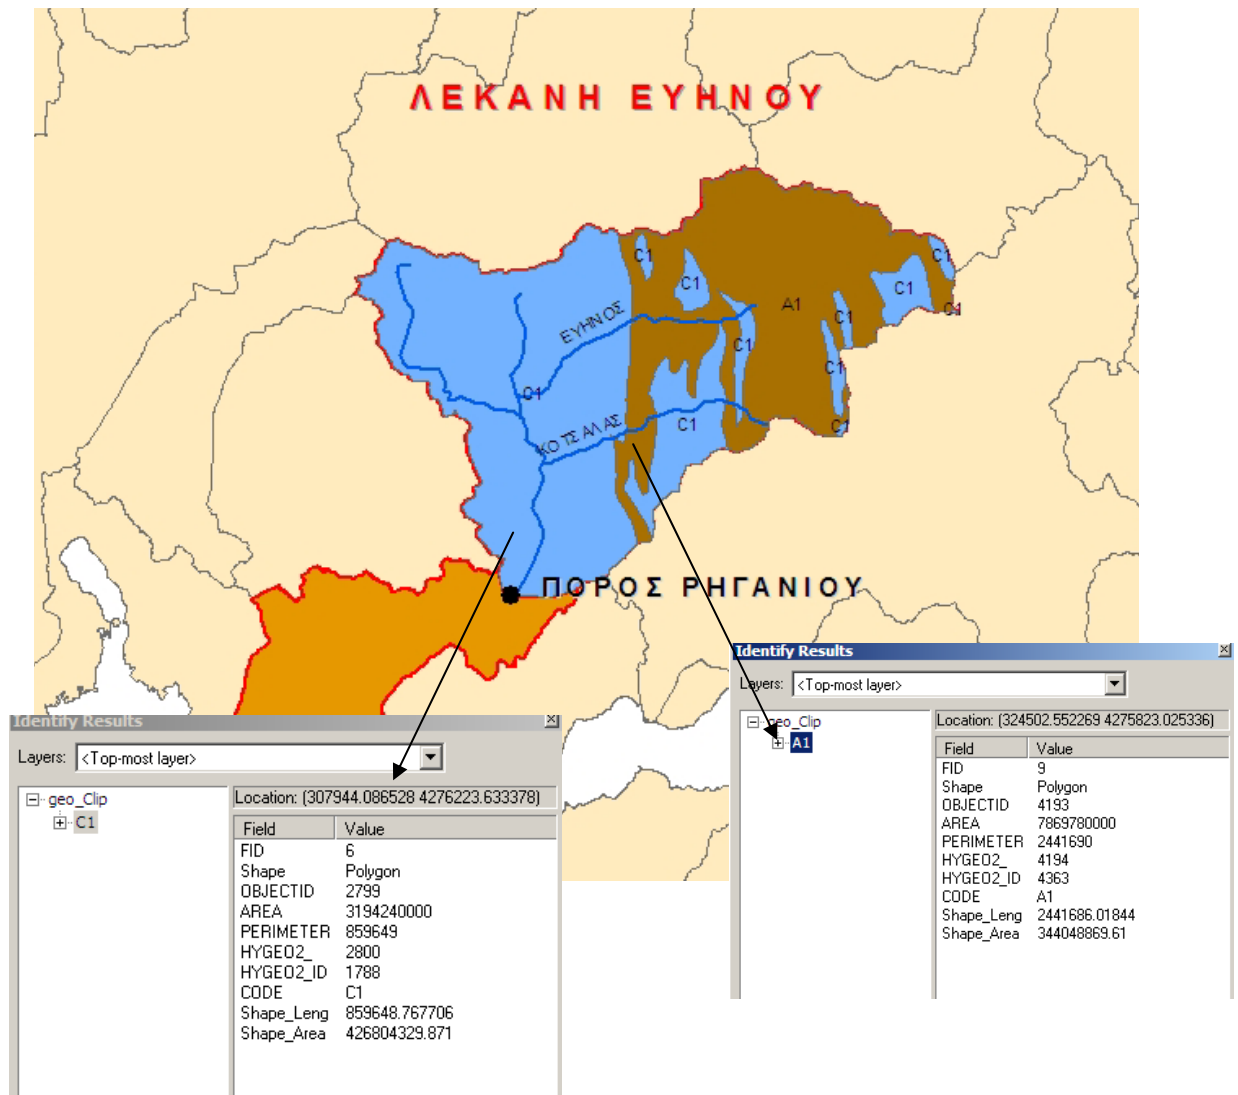 ΛΕΚΑΝΗ ΕΥΗΝΟΥ
C1
C1
C1
C1
A1
C1
C1
ΕΥΗΝΟΣ
C1
C1
C1
C1
C1
ΚΟΤΣΑΛΑΣ
ΠΟΡΟΣ ΡΗΓΑΝΙΟΥ
Identify Results
Layers: <Top-most layer>
geo_Clip
A1
Location: (324502.552269 4275823.025336)
Field Value
FID 9
Shape Polygon
OBJECTID 4193
AREA 7869780000
PERIMETER 2441690
HYGEO2_ 4194
HYGEO2_ID 4363
CODE A1
Shape_Leng 2441686.01844
Shape_Area 344048869.61
Identify Results
Layers: <Top-most layer>
geo_Clip
C1
Location: (307944.086528 4276223.633378)
Field Value
FID 6
Shape Polygon
OBJECTID 2799
AREA 3194240000
PERIMETER 859649
HYGEO2_ 2800
HYGEO2_ID 1788
CODE C1
Shape_Leng 859648.767706
Shape_Area 426804329.871